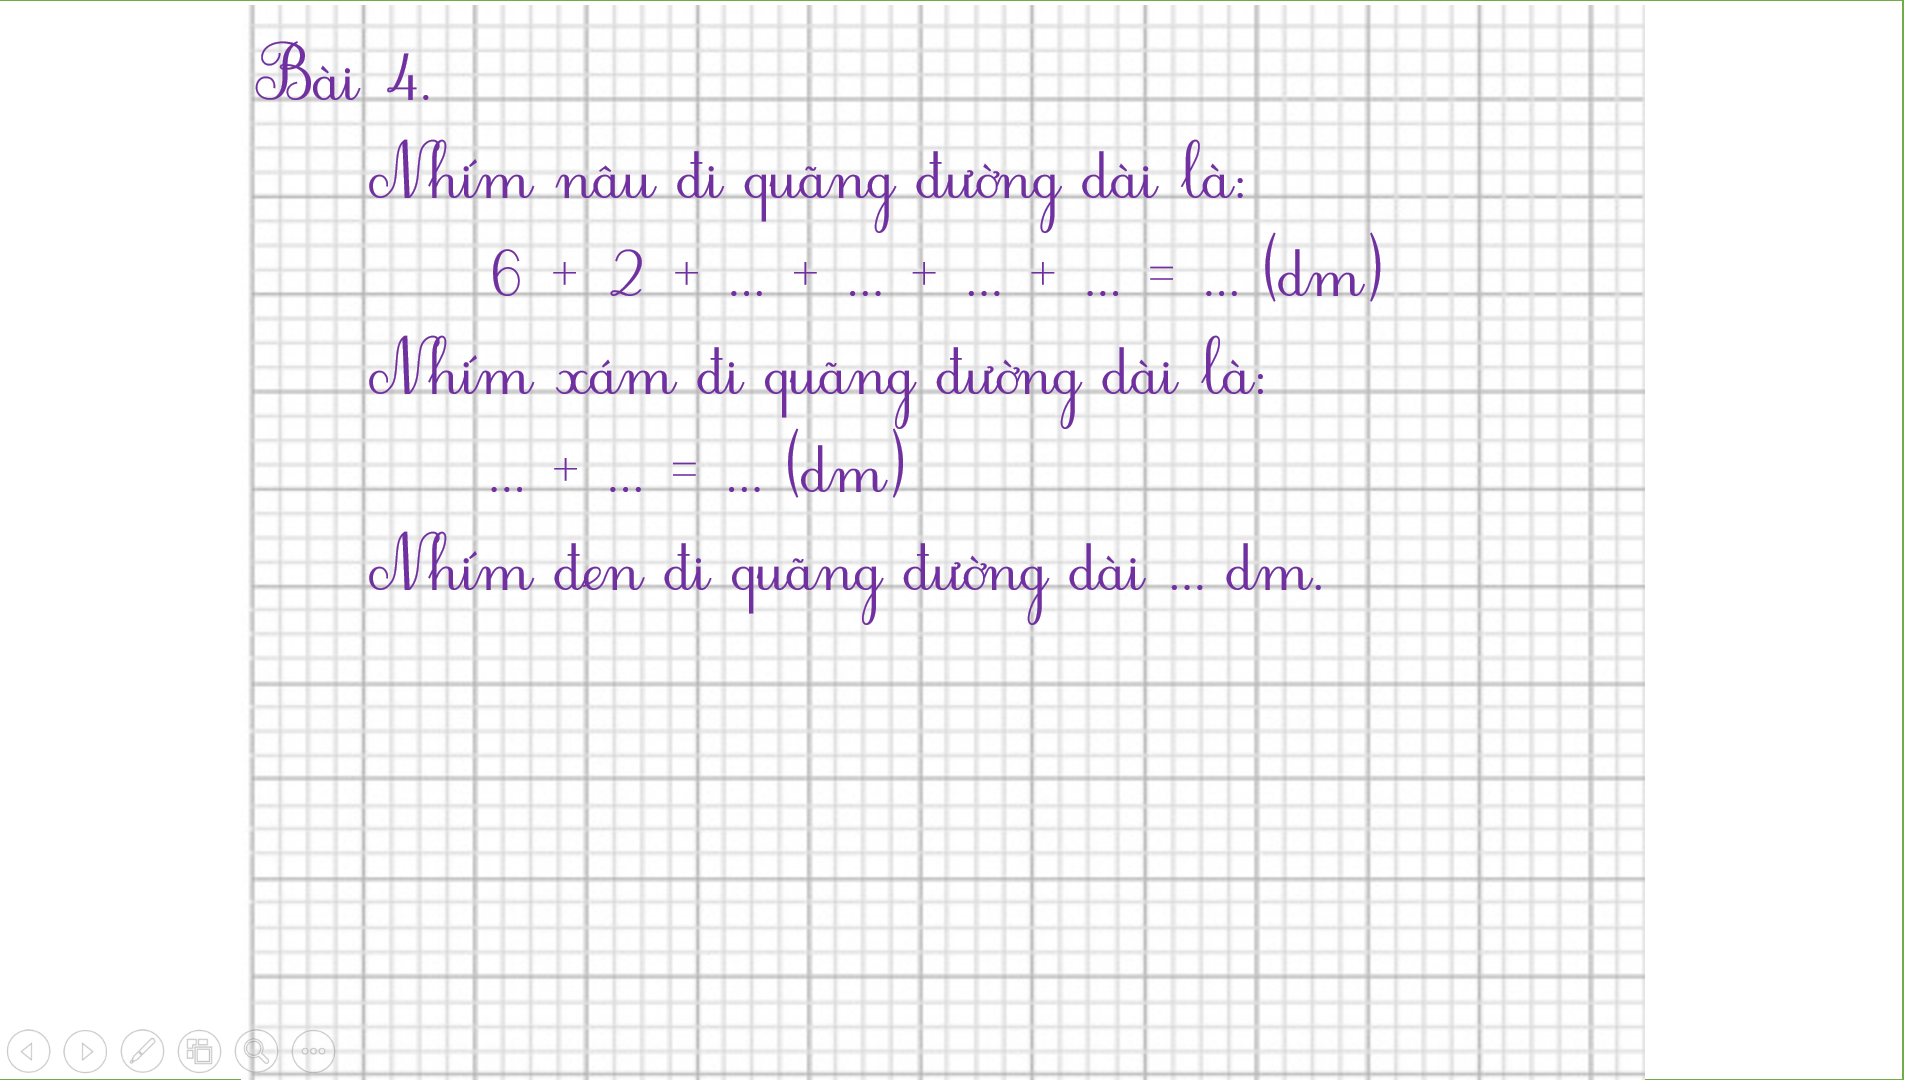 Bài 4.
Nhím nâu đi quãng đường dài là:
6 + 2 + ... + ... + ... + ... = ... (dm)
Nhím xám đi quãng đường dài là:
... + ... = ... (dm)
Nhím đen đi quãng đường dài ... dm.